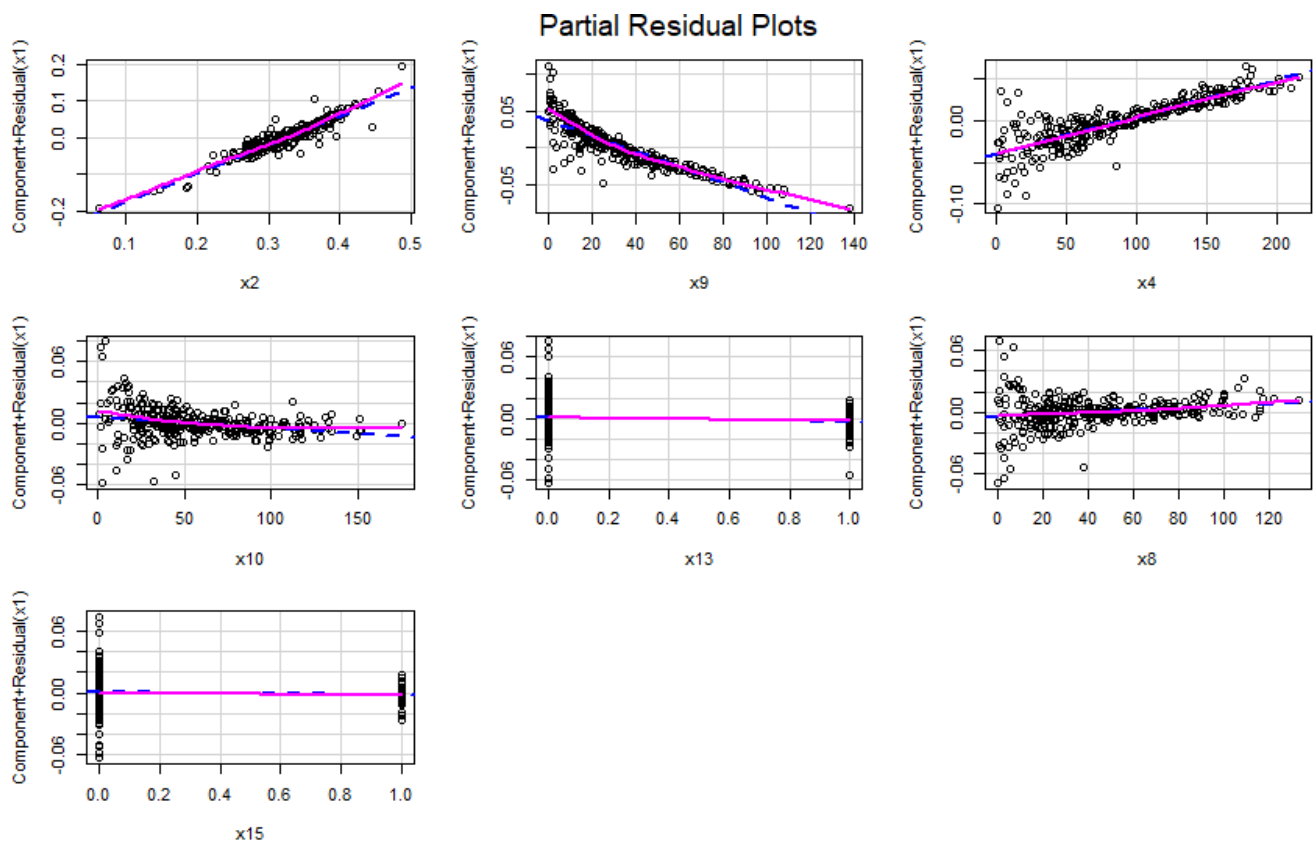 Partial Residual Plots
Component+Residual(x1)
-0.2 0.0 0.1 0.2
0.1 0.2 0.3 0.4 0.5
x2
Component+Residual(x1)
-0.05 0.05
0 20 40 60 80 100 120 140
x9
Component+Residual(x1)
-0.10 0.00
0 50 100 150 200
x4
Component+Residual(x1)
-0.06 0.00 0.06
0 50 100 150
x10
Component+Residual(x1)
-0.06 0.00 0.06
0.0 0.2 0.4 0.6 0.8 1.0
x13
Component+Residual(x1)
-0.06 0.00 0.06
0 20 40 60 80 100 120
x8
Component+Residual(x1)
-0.06 0.00 0.06
0.0 0.2 0.4 0.6 0.8 1.0
x15